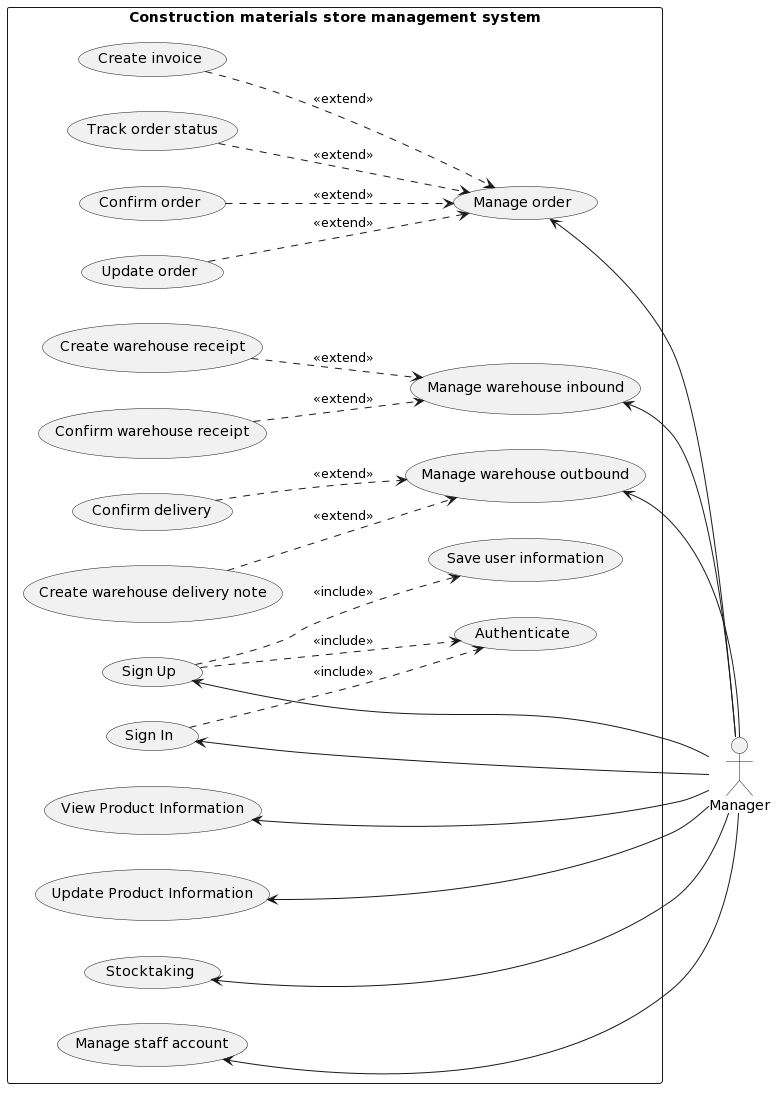 Construction materials store management system
Create invoice
«extend»
Track order status
«extend»
Confirm order
«extend»
Manage order
«extend»
Update order
Create warehouse receipt
«extend»
Manage warehouse inbound
«extend»
Confirm warehouse receipt
«extend»
Manage warehouse outbound
Confirm delivery
«extend»
Save user information
Create warehouse delivery note
«include»
Authenticate
«include»
Sign Up
«include»
Sign In
Manager
View Product Information
Update Product Information
Stocktaking
Manage staff account